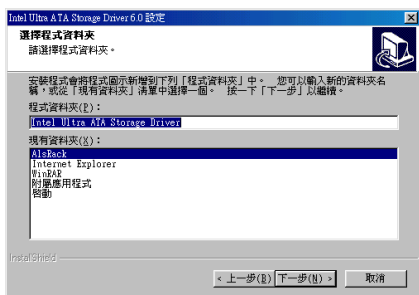 Intel Ultra ATA Storage Driver 6.0 設定
選擇程式資料夾
請選擇程式資料夾。
安裝程式會將程式圖示新增到下列「程式資料夾」中。 您可以輸入新的資料夾名
稱，或從「現有資料夾」清單中選擇一個。 按一下「下一步」以繼續。
程式資料夾(P)：
Intel Ultra ATA Storage Driver
現有資料夾(X)：
AlsRack
Internet Explorer
WinRAR
附屬應用程式
啟動
InstallShield
< 上一步(B)
下一步(N) >
取消